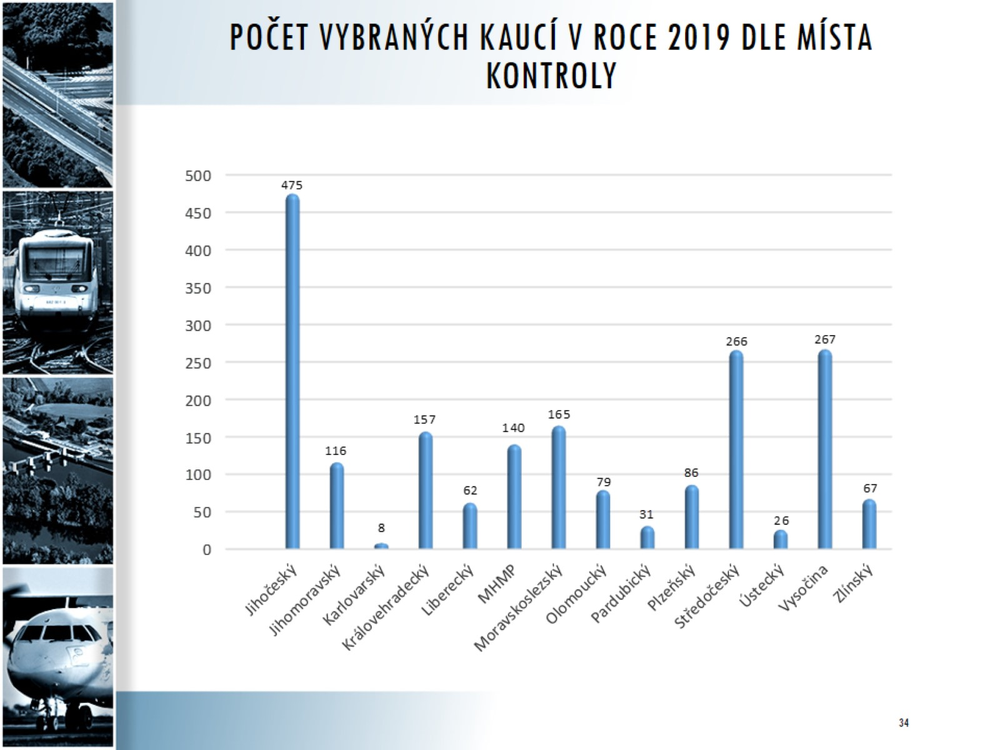 POČET VYBRANÝCH KAUCÍ V ROCE 2019 DLE MÍSTA
KONTROLY
500
450
400
350
300
250
200
150
100
50
0
475
116
8
157
62
140
165
79
31
86
266
26
267
67
Jihočeský
Jihomoravský
Karlovarský
Královehradecký
Liberecký
MHMP
Moravskoslezský
Olomoucký
Pardubický
Plzeňský
Středočeský
Ústecký
Vysočina
Zlínský
34